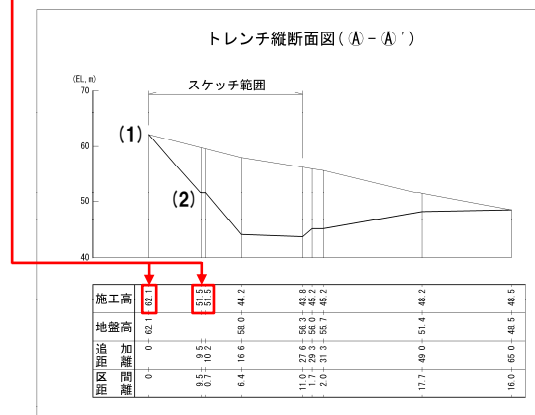 トレンチ縦断面図(Ⓐ-Ⓐ')
(EL,m)
スケッチ範囲
70
60
50
40
(1)
(2)
施工高 62.1 51.5 51.5 44.2 43.8 45.2 45.2 48.2 48.5
地盤高 62.1 58.0 56.3 56.0 55.7 51.4 48.5
追加距離 0 9.5 10.2 16.6 27.6 29.3 31.3 49.0 65.0
区間距離 0 9.5 0.7 6.4 11.0 1.7 2.0 17.7 16.0